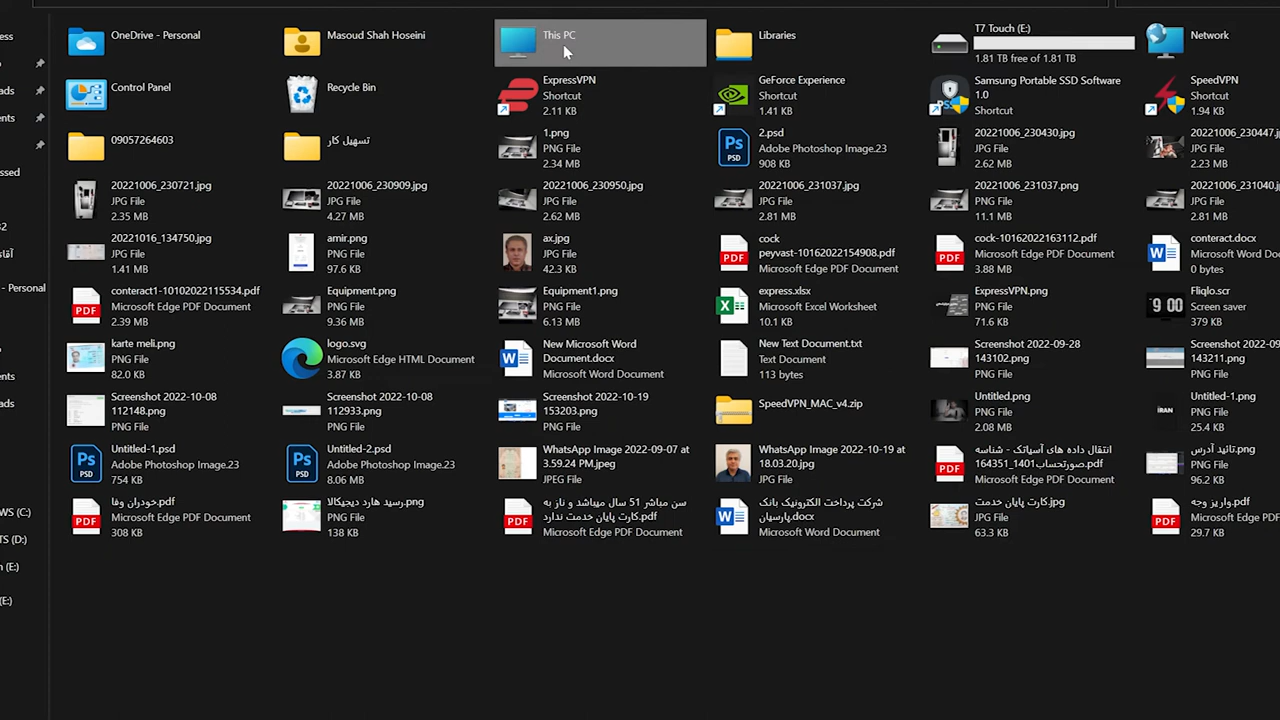 OneDrive - Personal
Masoud Shah Hoseini
This PC
Libraries
T7 Touch (E:)
1.81 TB free of 1.81 TB
Network
Control Panel
Recycle Bin
ExpressVPN
Shortcut
2.11 KB
GeForce Experience
Shortcut
1.41 KB
Samsung Portable SSD Software
1.0
Shortcut
SpeedVPN
Shortcut
1.94 KB
09057264603
تسهیل کار
1.png
PNG File
2.34 MB
2.psd
Adobe Photoshop Image.23
908 KB
20221006_230430.jpg
JPG File
2.62 MB
20221006_230447.jpg
JPG File
2.23 MB
20221006_230721.jpg
JPG File
2.35 MB
20221006_230909.jpg
JPG File
4.27 MB
20221006_230950.jpg
JPG File
2.62 MB
20221006_231037.jpg
JPG File
2.81 MB
20221006_231037.png
PNG File
11.1 MB
20221006_231040.j
JPG File
2.81 MB
20221016_134750.jpg
JPG File
1.41 MB
amir.png
PNG File
97.6 KB
ax.jpg
JPG File
42.3 KB
cock
peyvast-10162022154908.pdf
Microsoft Edge PDF Document
cock-10162022163112.pdf
Microsoft Edge PDF Document
3.88 MB
contenect.docx
Microsoft Word Do
0 bytes
conteract1-10102022115534.pdf
Microsoft Edge PDF Document
2.39 MB
Equipment.png
PNG File
9.36 MB
Equipment1.png
PNG File
6.13 MB
express.xlsx
Microsoft Excel Worksheet
10.1 KB
ExpressVPN.png
PNG File
71.6 KB
Fliqlo.scr
Screen saver
379 KB
karte meli.png
PNG File
82.0 KB
logo.svg
Microsoft Edge HTML Document
3.87 KB
New Microsoft Word
Document.docx
Microsoft Word Document
New Text Document.txt
Text Document
113 bytes
Screenshot 2022-09-28
143102.png
PNG File
Screenshot 2022-09
143211.png
PNG File
Screenshot 2022-10-08
112148.png
PNG File
Screenshot 2022-10-08
112933.png
PNG File
Screenshot 2022-10-19
153203.png
PNG File
SpeedVPN_MAC_v4.zip
Untitled.png
PNG File
2.08 MB
Untitled-1.png
PNG File
25.4 KB
Untitled-1.psd
Adobe Photoshop Image.23
754 KB
Untitled-2.psd
Adobe Photoshop Image.23
8.06 MB
WhatsApp Image 2022-09-07 at
3.59.24 PM.jpeg
JPEG File
WhatsApp Image 2022-10-19 at
18.03.20.jpg
JPG File
انتقال داده های آسیاتک - شناسه
صورتحساب1401_164351.pdf
Microsoft Edge PDF Document
تائید آدرس.png
PNG File
96.2 KB
خودران وفا.pdf
Microsoft Edge PDF Document
308 KB
رسید هارد دیجیکالا.png
PNG File
138 KB
سن مباشر 51 سال میباشد و ناز به
کارت پایان خدمت ندارد.pdf
Microsoft Edge PDF Document
شرکت پرداخت الکترونیک بانک
پارسیان.docx
Microsoft Word Document
کارت پایان خدمت.jpg
JPG File
63.3 KB
واریز وجه.pdf
Microsoft Edge PD
29.7 KB
- Personal
WS (C:)
TS (D:)
(E:)
(E:)